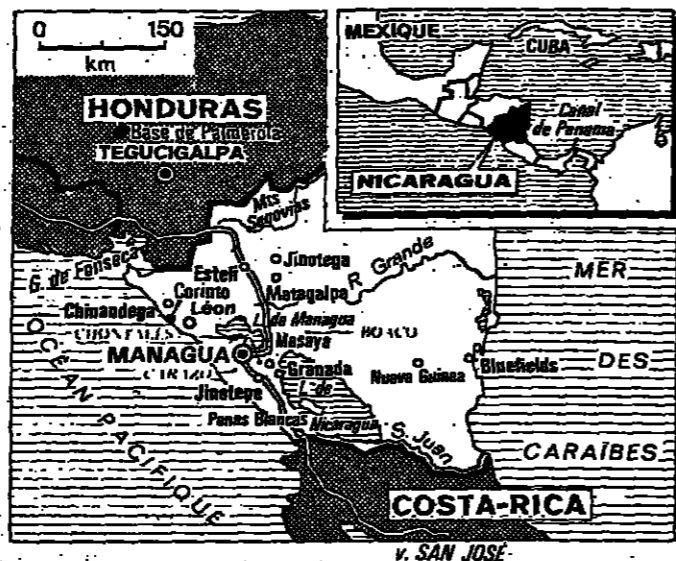 0 150
km
HONDURAS
Base de Palmerola
TEGUCIGALPA
MEXIQUE
CUBA
Canal
de Panama
NICARAGUA
Mts
Segovias
G. de Fonseca
Jinotega
R. Grande
Esteli
Corinto
Matagalpa
Chinandega
Léon
L. de Managua
BOACO
Masaya
MANAGUA
Granada
L. de
Nicaragua
Nueva Guinea
Bluefields
Jinotepe
Penas Blancas
S. Juan
MER
DES
CARAÏBES
OCÉAN PACIFIQUE
COSTA-RICA
v. SAN JOSÉ